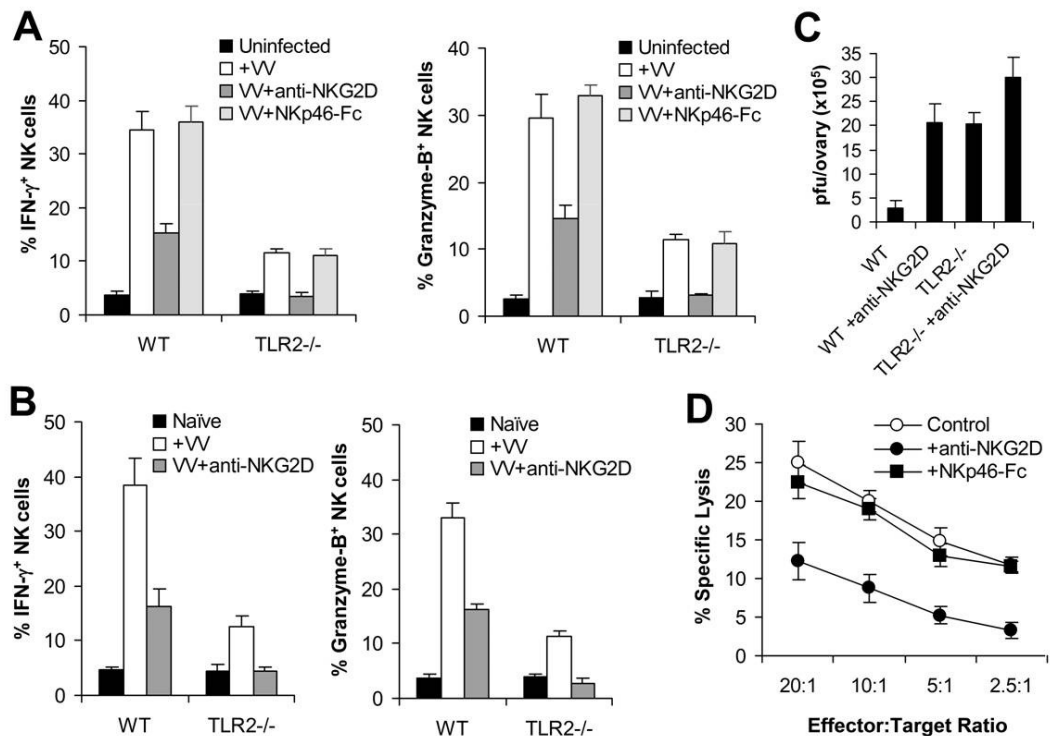 A
% IFN-γ⁺ NK cells
50
40
30
20
10
0
Uninfected
+VV
VV+anti-NKG2D
VV+NKp46-Fc
WT
TLR2-/-
% Granzyme-B⁺ NK cells
40
30
20
10
0
Uninfected
+VV
VV+anti-NKG2D
VV+NKp46-Fc
WT
TLR2-/-
B
% IFN-γ⁺ NK cells
50
40
30
20
10
0
Naïve
+VV
VV+anti-NKG2D
WT
TLR2-/-
% Granzyme-B⁺ NK cells
50
40
30
20
10
0
Naïve
+VV
VV+anti-NKG2D
WT
TLR2-/-
C
pfu/ovary (x10⁵)
35
30
25
20
15
10
5
0
WT
WT +anti-NKG2D
TLR2-/-
TLR2-/- +anti-NKG2D
D
% Specific Lysis
30
25
20
15
10
5
0
Control
+anti-NKG2D
+NKp46-Fc
20:1
10:1
5:1
2.5:1
Effector:Target Ratio